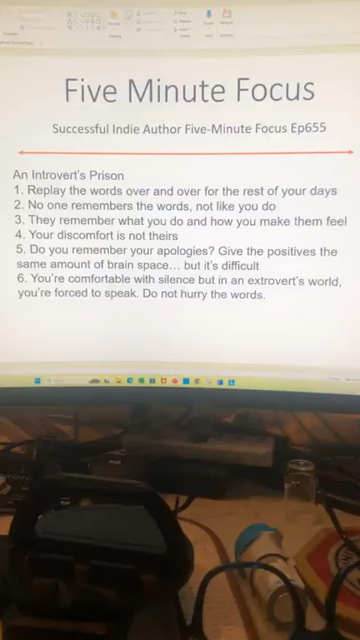 Five Minute Focus
Successful Indie Author Five-Minute Focus Ep655
An Introvert's Prison
1. Replay the words over and over for the rest of your days
2. No one remembers the words, not like you do
3. They remember what you do and how you make them feel
4. Your discomfort is not theirs
5. Do you remember your apologies? Give the positives the
same amount of brain space... but it's difficult
6. You're comfortable with silence but in an extrovert's world,
you're forced to speak. Do not hurry the words.